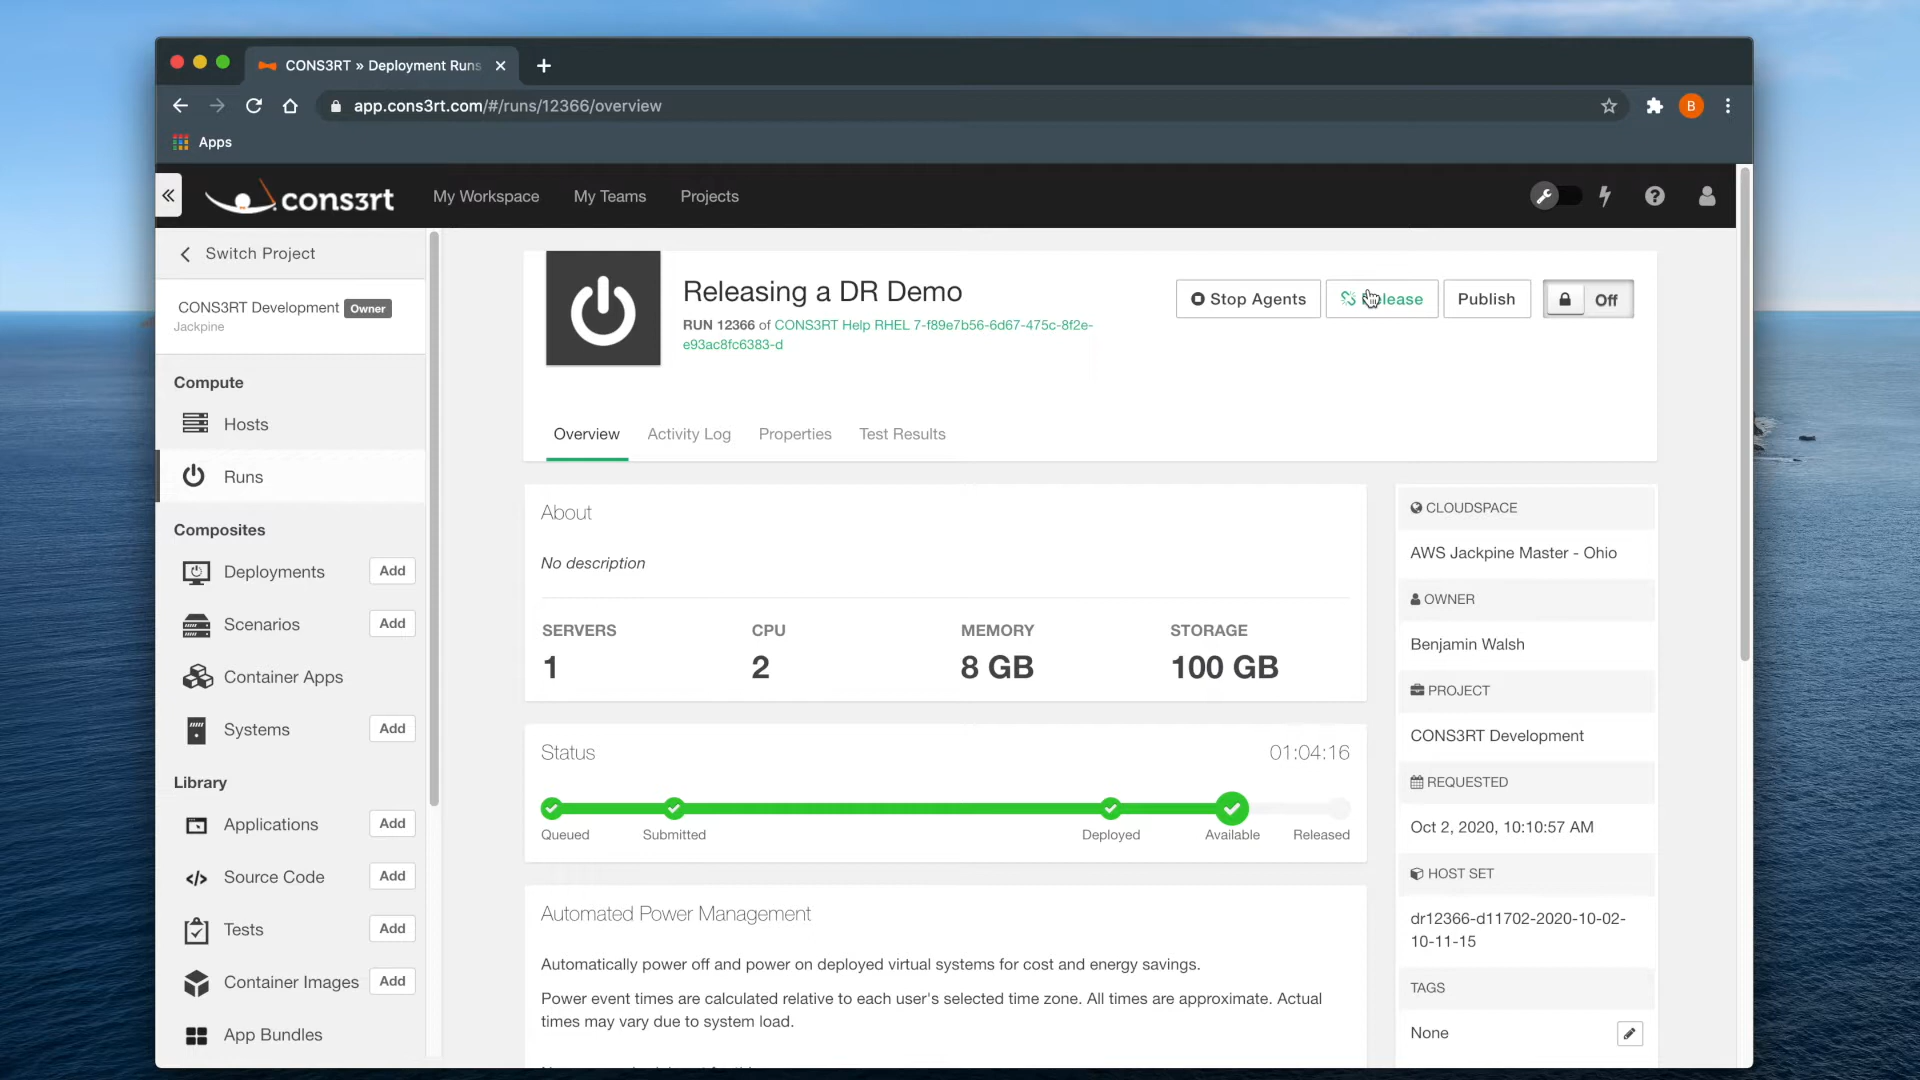 CONS3RT » Deployment Runs
app.cons3rt.com/#/runs/12366/overview
B
Apps
cons3rt
My Workspace
My Teams
Projects
Switch Project
CONS3RT Development Owner
Jackpine
Compute
Hosts
Runs
Composites
Deployments Add
Scenarios Add
Container Apps
Systems Add
Library
Applications Add
Source Code Add
Tests Add
Container Images Add
App Bundles
Releasing a DR Demo
RUN 12366 of CONS3RT Help RHEL 7-f89e7b56-6d67-475c-8f2e-
e93ac8fc6383-d
Stop Agents
Release
Publish
Off
Overview
Activity Log
Properties
Test Results
About
No description
SERVERS
1
CPU
2
MEMORY
8 GB
STORAGE
100 GB
Status
01:04:16
Queued
Submitted
Deployed
Available
Released
Automated Power Management
Automatically power off and power on deployed virtual systems for cost and energy savings.
Power event times are calculated relative to each user's selected time zone. All times are approximate. Actual
times may vary due to system load.
CLOUDSPACE
AWS Jackpine Master - Ohio
OWNER
Benjamin Walsh
PROJECT
CONS3RT Development
REQUESTED
Oct 2, 2020, 10:10:57 AM
HOST SET
dr12366-d11702-2020-10-02-
10-11-15
TAGS
None